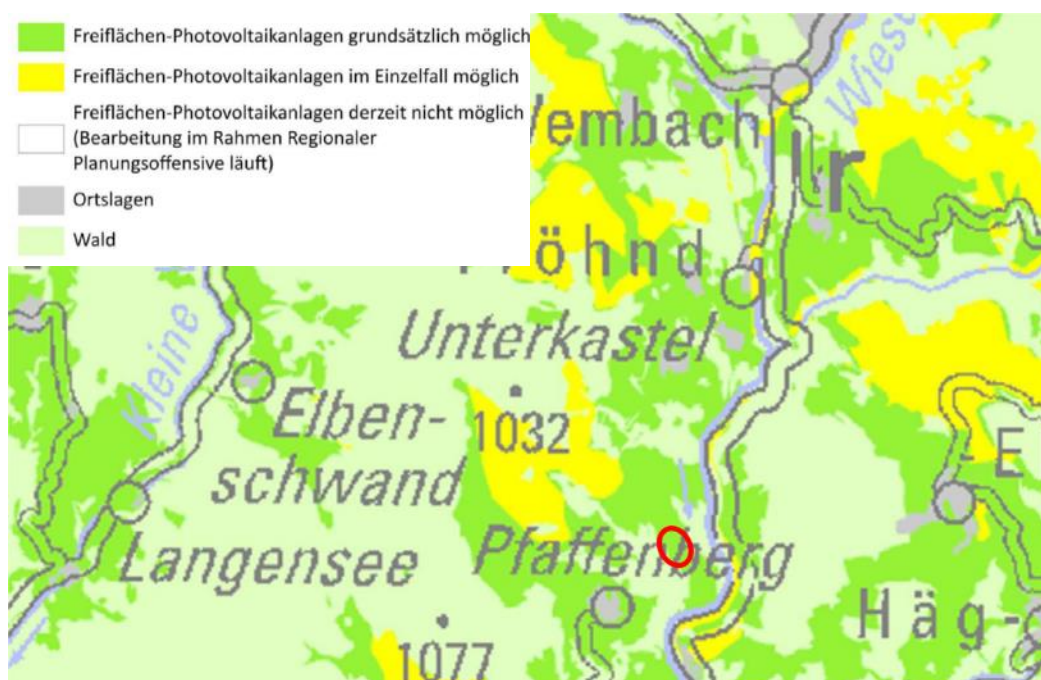 Freiflächen-Photovoltaikanlagen grundsätzlich möglich
Freiflächen-Photovoltaikanlagen im Einzelfall möglich
Freiflächen-Photovoltaikanlagen derzeit nicht möglich
(Bearbeitung im Rahmen Regionaler
Planungsoffensive läuft)
Ortslagen
Wald
Wies
embach
öhnd
Kleine
Unterkastel
1032
Elben-
schwand
Pfaffenberg
Langensee
Häg-
1077